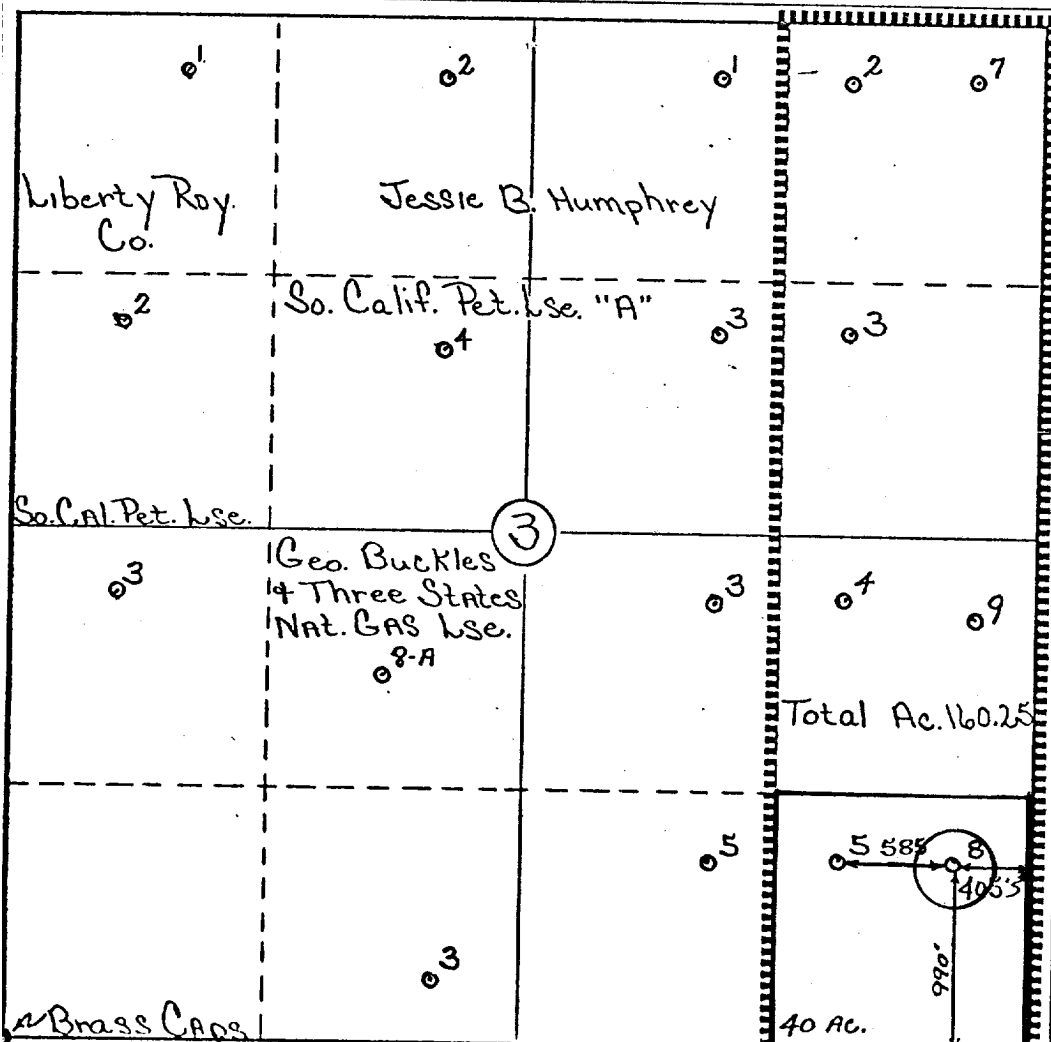 1
2
1
2
7
Liberty Roy.
Co.
Jessie B. Humphrey
2
So. Calif. Pet. Lse. "A"
4
3
3
So. CAl. Pet. Lse.
3
3
Geo. Buckles
& Three States
Nat. GAS Lse.
8-A
3
4
9
Total Ac. 160.25
5
5
585
8
990'
3
Brass CAPS
40 Ac.